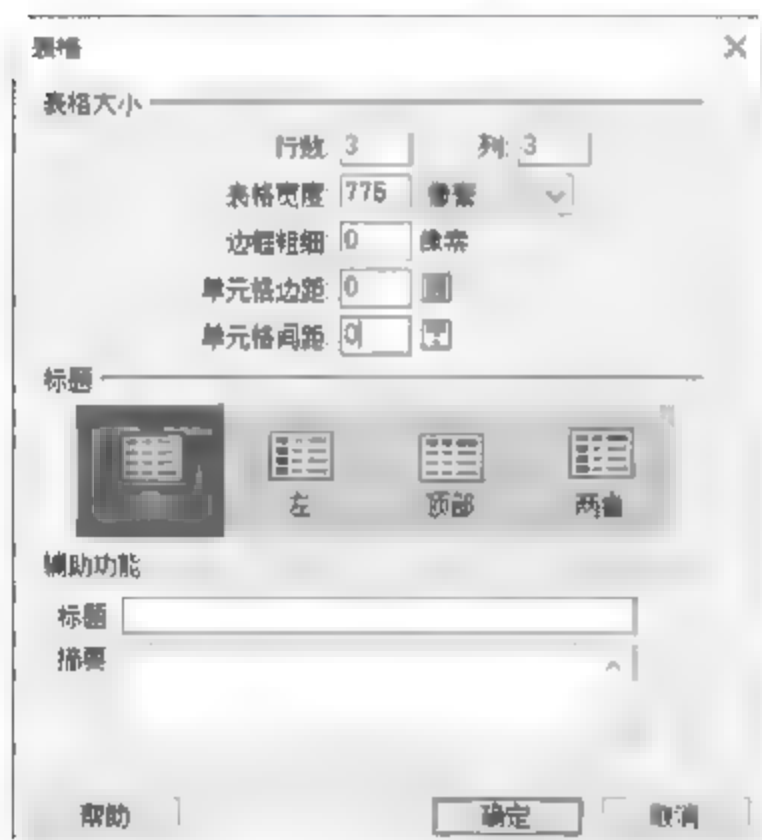 表格
表格大小
行数 3 列: 3
表格宽度 775 像素
边框粗细 0 像素
单元格边距 0
单元格间距 0
标题
左 顶部
辅助功能
标题
摘要
帮助 确定 取消